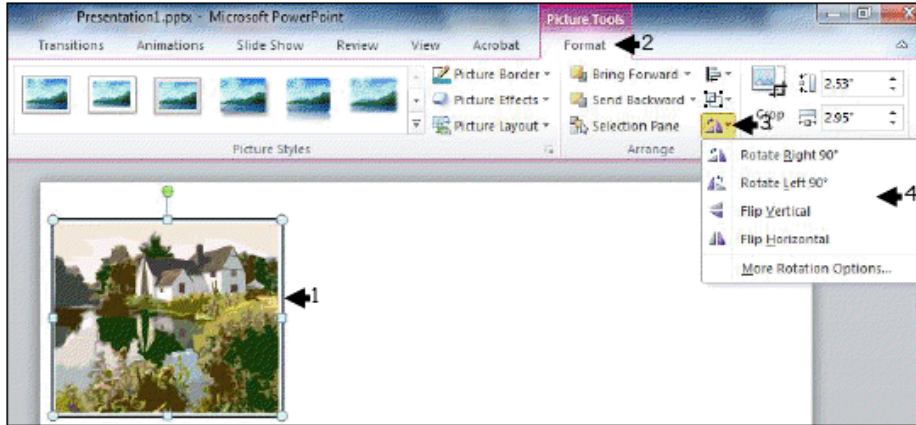 Presentation1.pptx - Microsoft PowerPoint
Picture Tools
Transitions Animations Slide Show Review View Acrobat Format 2
Picture Border Bring Forward 2.53"
Picture Effects Send Backward
Picture Layout Selection Pane 3 Crop 2.95"
Picture Styles Arrange
Rotate Right 90°
Rotate Left 90° 4
Flip Vertical
Flip Horizontal
More Rotation Options...
1